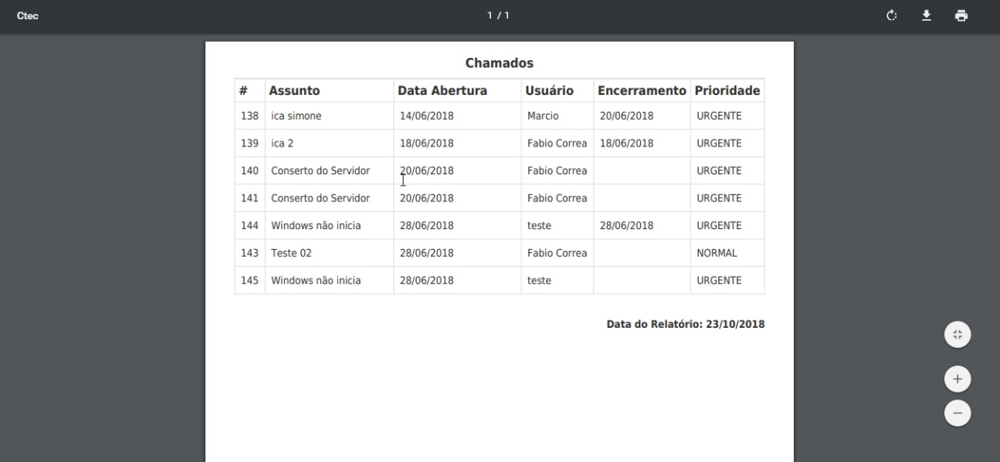 Ctec 1 / 1
Chamados
# Assunto Data Abertura Usuário Encerramento Prioridade
138 ica simone 14/06/2018 Marcio 20/06/2018 URGENTE
139 ica 2 18/06/2018 Fabio Correa 18/06/2018 URGENTE
140 Conserto do Servidor 20/06/2018 Fabio Correa URGENTE
141 Conserto do Servidor 20/06/2018 Fabio Correa URGENTE
144 Windows não inicia 28/06/2018 teste 28/06/2018 URGENTE
143 Teste 02 28/06/2018 Fabio Correa NORMAL
145 Windows não inicia 28/06/2018 teste URGENTE
Data do Relatório: 23/10/2018